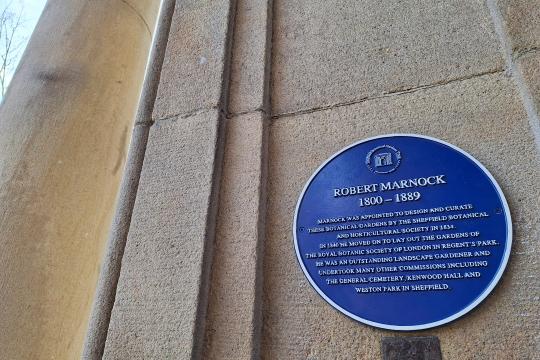 ROBERT MARNOCK
1800 – 1889
MARNOCK WAS APPOINTED TO DESIGN AND CURATE
THESE BOTANICAL GARDENS BY THE SHEFFIELD BOTANICAL
AND HORTICULTURAL SOCIETY IN 1834.
IN 1840 HE MOVED ON TO LAY OUT THE GARDENS OF
THE ROYAL BOTANIC SOCIETY OF LONDON IN REGENT'S PARK.
HE WAS AN OUTSTANDING LANDSCAPE GARDENER AND
UNDERTOOK MANY OTHER COMMISSIONS INCLUDING
THE GENERAL CEMETERY, KENWOOD HALL AND
WESTON PARK IN SHEFFIELD.